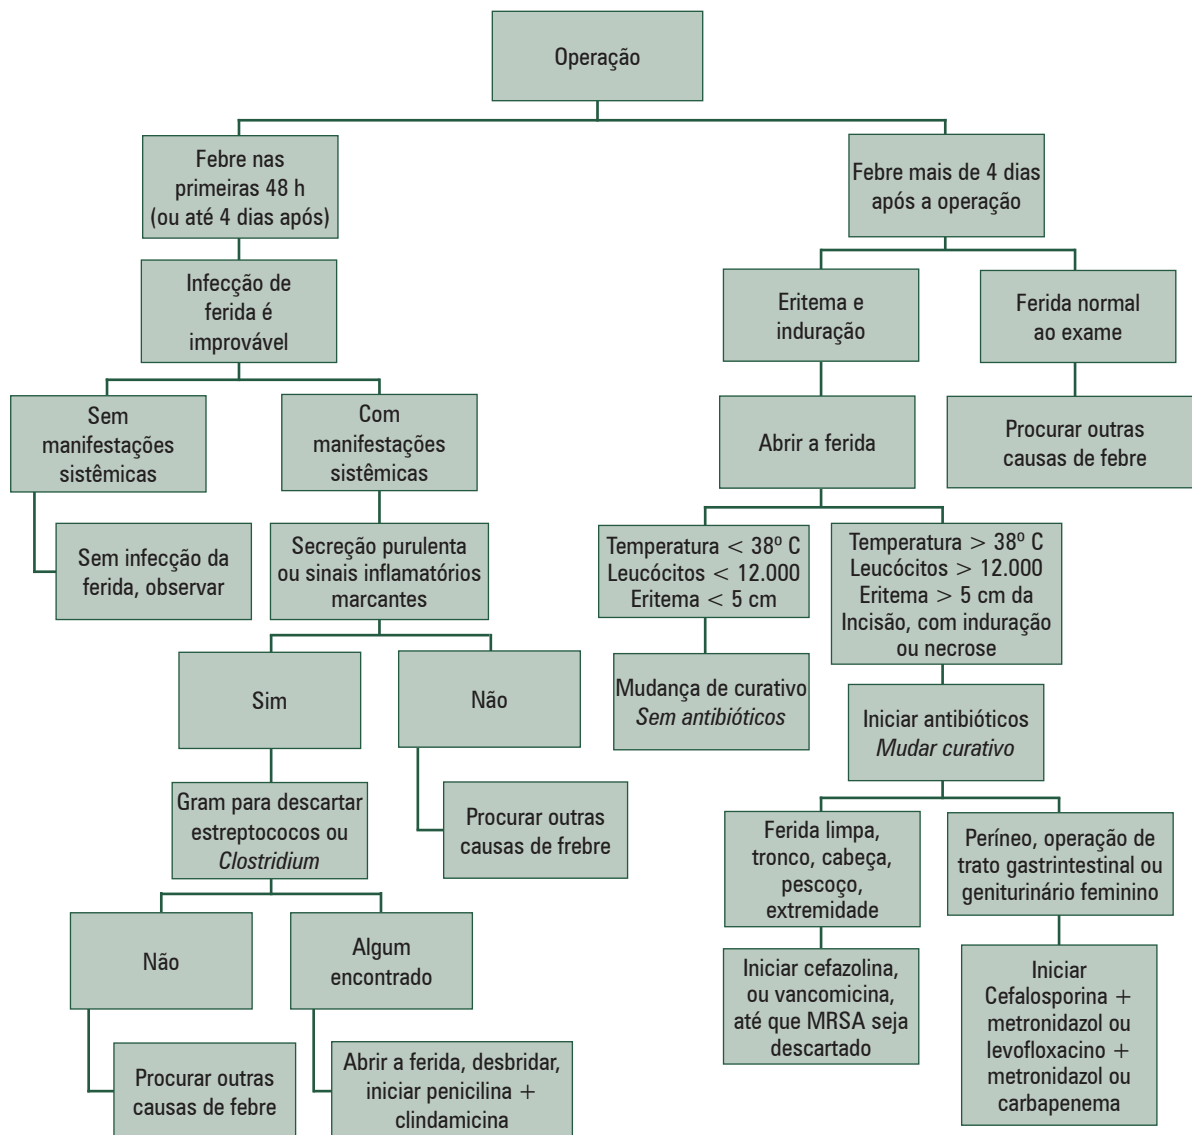 Operação
Febre nas
primeiras 48 h
(ou até 4 dias após)
Infecção de
ferida é
improvável
Sem
manifestações
sistêmicas
Sem infecção da
ferida, observar
Com
manifestações
sistêmicas
Secreção purulenta
ou sinais inflamatórios
marcantes
Sim
Gram para descartar
estreptococos ou
Clostridium
Não
Procurar outras
causas de febre
Algum
encontrado
Abrir a ferida, desbridar,
iniciar penicilina +
clindamicina
Não
Procurar outras
causas de frebre
Febre mais de 4 dias
após a operação
Eritema e
induração
Abrir a ferida
Temperatura < 38º C
Leucócitos < 12.000
Eritema < 5 cm
Mudança de curativo
Sem antibióticos
Temperatura > 38º C
Leucócitos > 12.000
Eritema > 5 cm da
Incisão, com induração
ou necrose
Iniciar antibióticos
Mudar curativo
Ferida limpa,
tronco, cabeça,
pescoço,
extremidade
Iniciar cefazolina,
ou vancomicina,
até que MRSA seja
descartado
Períneo, operação de
trato gastrintestinal ou
geniturinário feminino
Iniciar
Cefalosporina +
metronidazol ou
levofloxacino +
metronidazol ou
carbapenema
Ferida normal
ao exame
Procurar outras
causas de febre